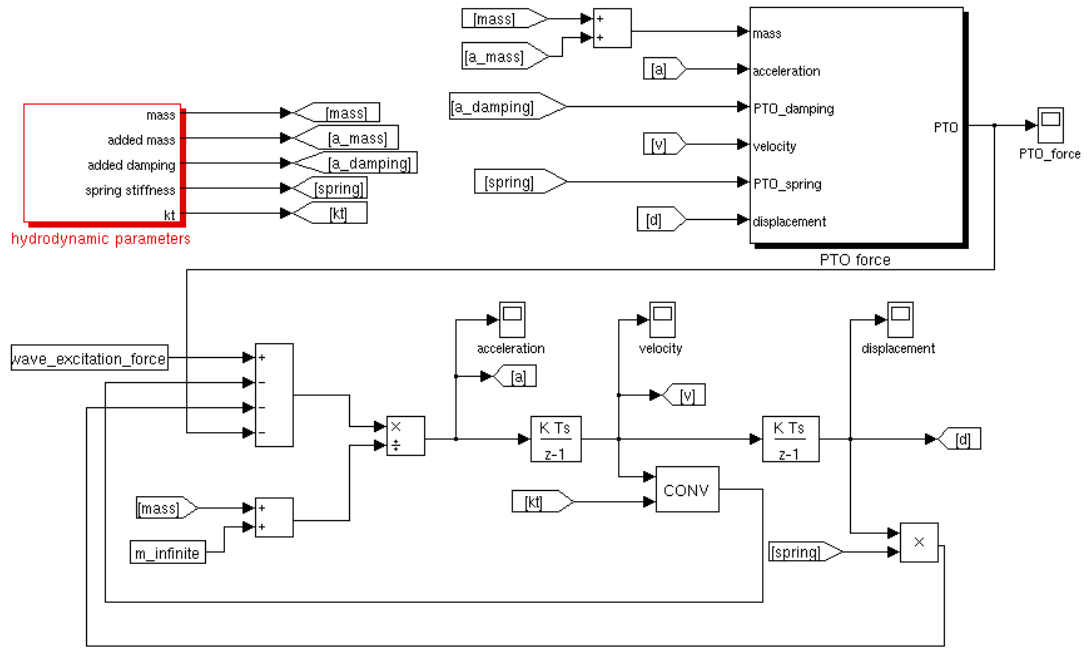 [mass]
+
+
[a_mass]
mass
[a]
acceleration
[a_damping]
PTO_damping
[v]
velocity
[spring]
PTO_spring
[d]
displacement
PTO
PTO_force
PTO force
mass
[mass]
added mass
[a_mass]
added damping
[a_damping]
spring stiffness
[spring]
kt
[kt]
hydrodynamic parameters
acceleration
velocity
displacement
wave_excitation_force
+
−
−
−
[a]
[v]
×
÷
K Ts
z-1
K Ts
z-1
[d]
[kt]
CONV
[mass]
+
+
m_infinite
[spring]
×